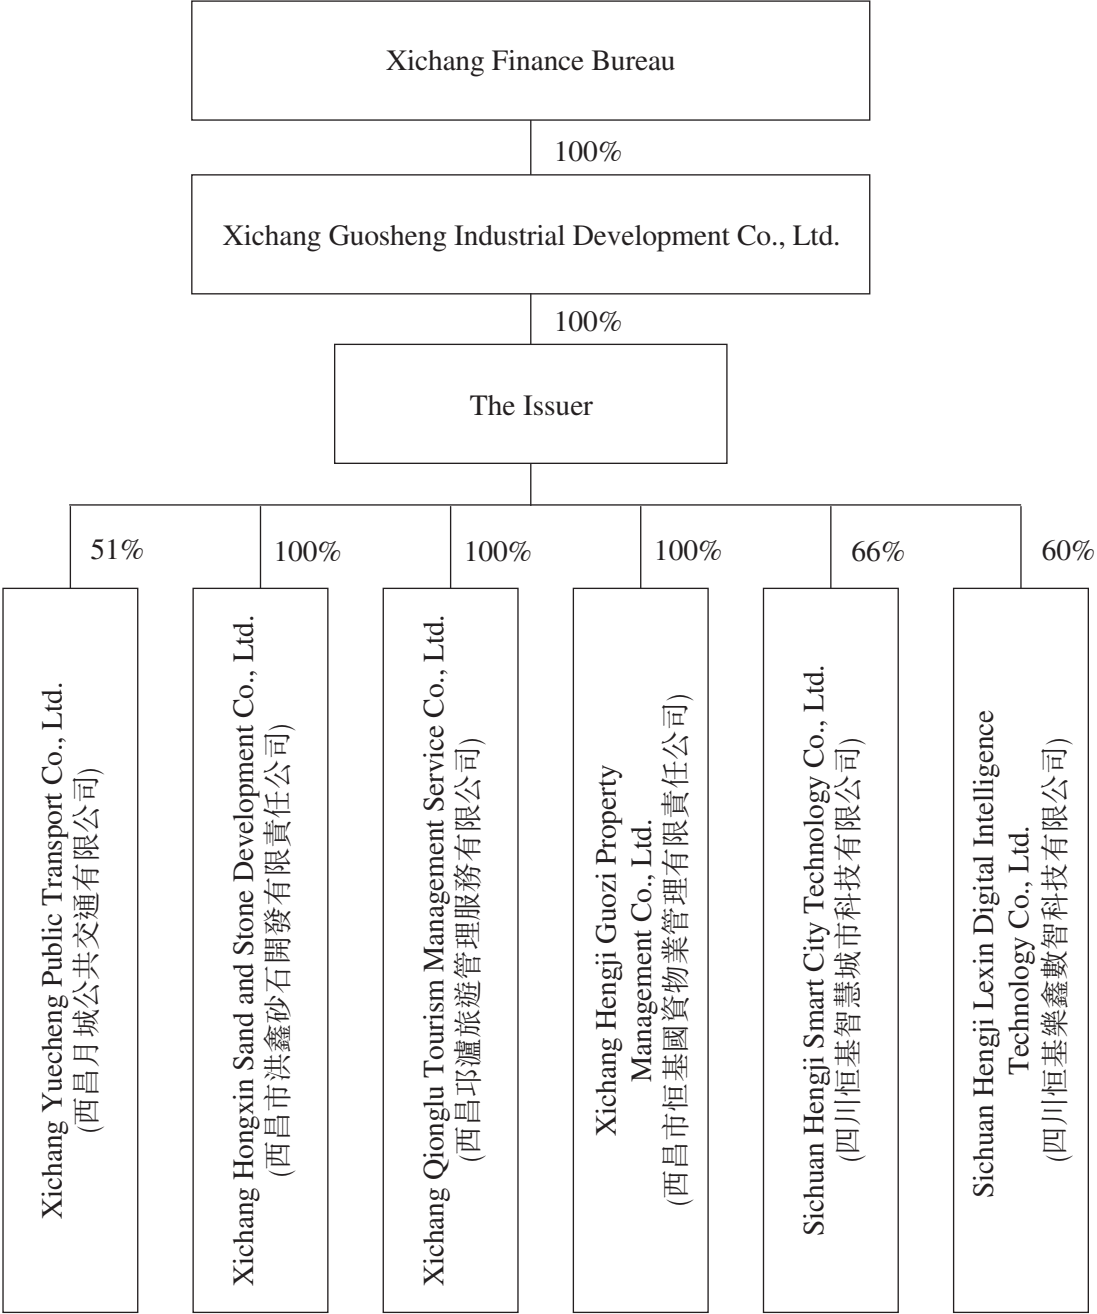 Xichang Finance Bureau
100%
Xichang Guosheng Industrial Development Co., Ltd.
100%
The Issuer
51%
100%
100%
100%
66%
60%
Xichang Yuecheng Public Transport Co., Ltd.
(西昌月城公共交通有限公司)
Xichang Hongxin Sand and Stone Development Co., Ltd.
(西昌市洪鑫砂石開發有限責任公司)
Xichang Qionglu Tourism Management Service Co., Ltd.
(西昌邛瀘旅遊管理服務有限公司)
Xichang Hengji Guozi Property
Management Co., Ltd.
(西昌市恒基國資物業管理有限責任公司)
Sichuan Hengji Smart City Technology Co., Ltd.
(四川恒基智慧城市科技有限公司)
Sichuan Hengji Lexin Digital Intelligence
Technology Co., Ltd.
(四川恒基樂鑫數智科技有限公司)